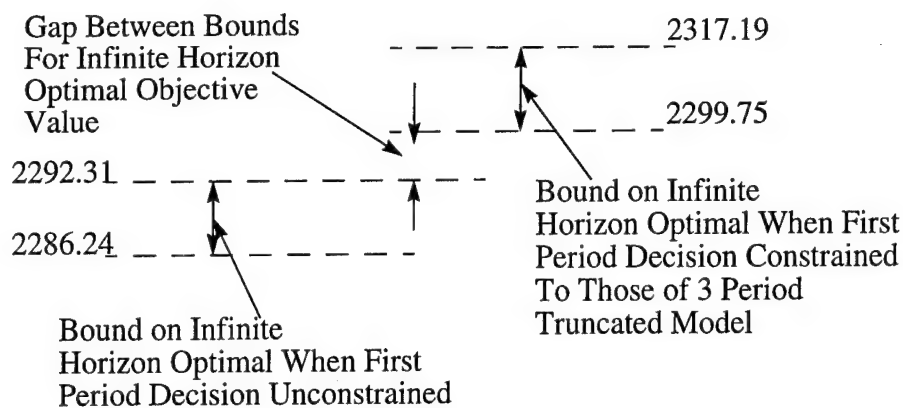 Gap Between Bounds
For Infinite Horizon
Optimal Objective
Value
2317.19
2299.75
2292.31
2286.24
Bound on Infinite
Horizon Optimal When First
Period Decision Constrained
To Those of 3 Period
Truncated Model
Bound on Infinite
Horizon Optimal When First
Period Decision Unconstrained